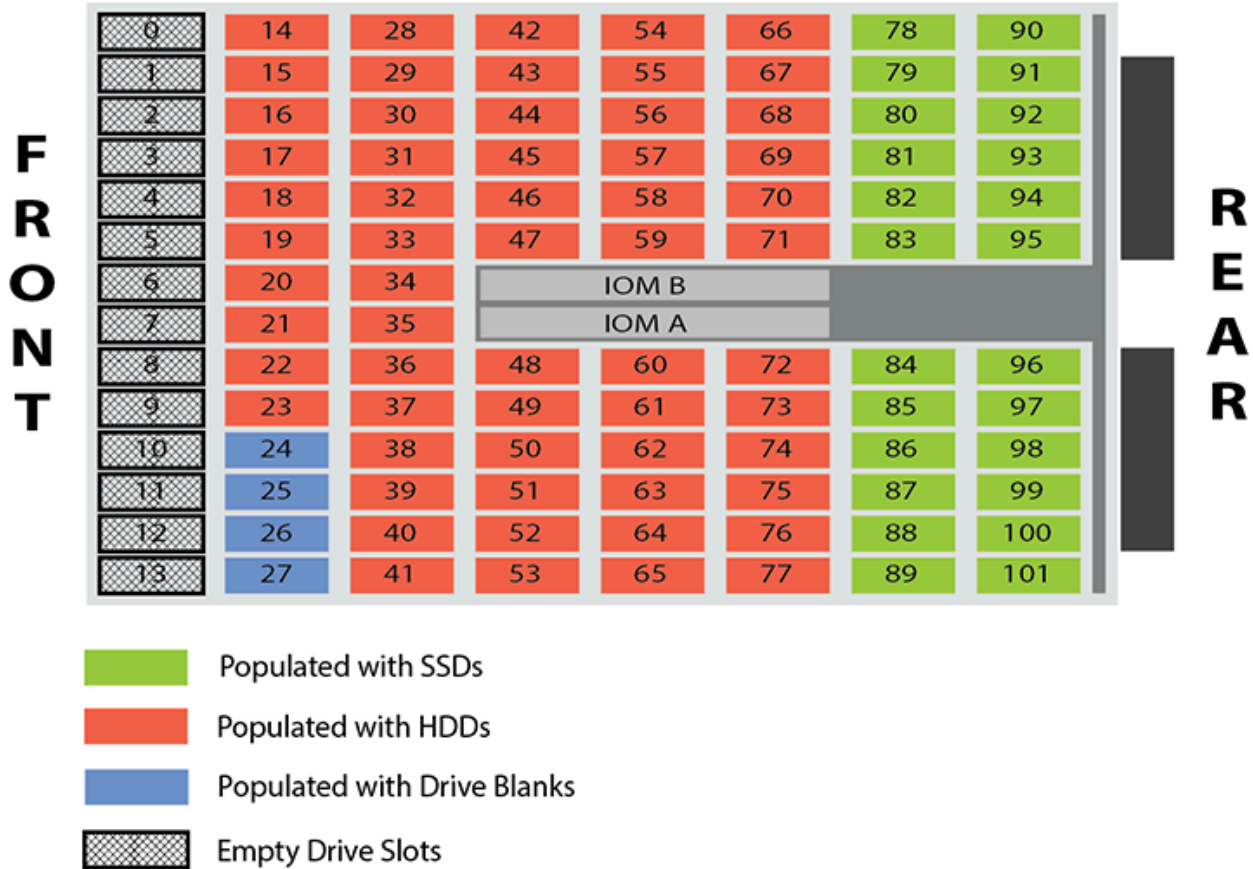 FRONT
0 14 28 42 54 66 78 90
1 15 29 43 55 67 79 91
2 16 30 44 56 68 80 92
3 17 31 45 57 69 81 93
4 18 32 46 58 70 82 94
5 19 33 47 59 71 83 95
6 20 34 IOM B
7 21 35 IOM A
8 22 36 48 60 72 84 96
9 23 37 49 61 73 85 97
10 24 38 50 62 74 86 98
11 25 39 51 63 75 87 99
12 26 40 52 64 76 88 100
13 27 41 53 65 77 89 101
REAR
Populated with SSDs
Populated with HDDs
Populated with Drive Blanks
Empty Drive Slots